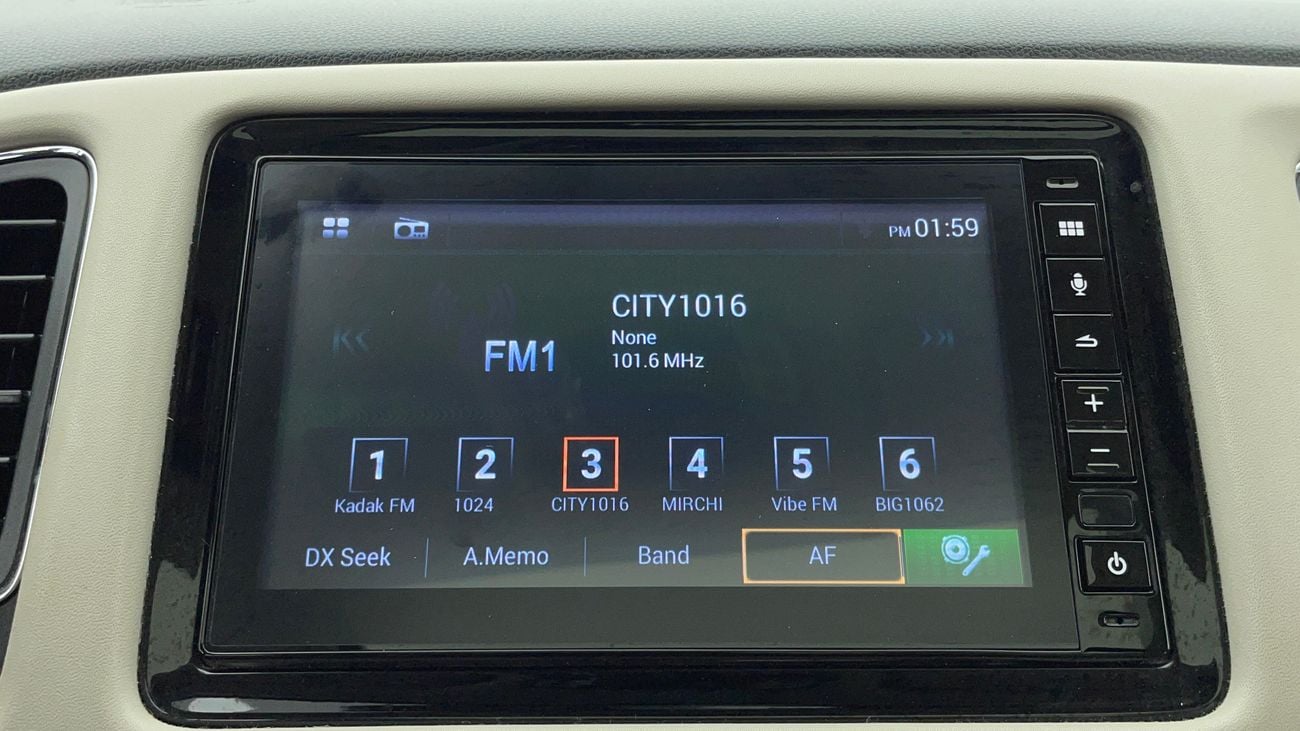 PM 01:59
CITY1016
None
FM1
101.6 MHz
1 2 3 4 5 6
Kadak FM 1024 CITY1016 MIRCHI Vibe FM BIG1062
DX Seek A.Memo Band AF